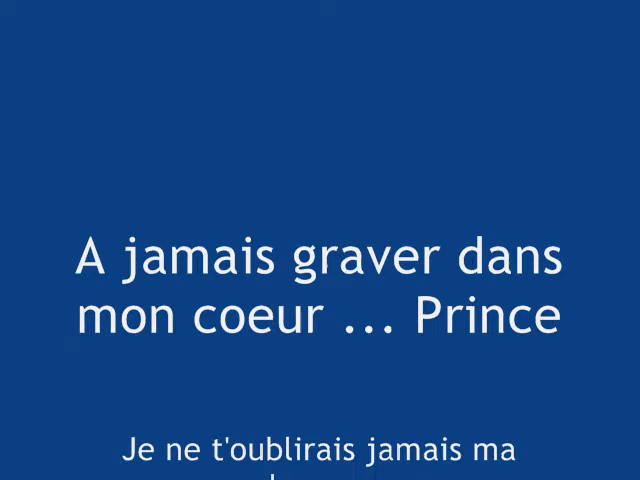 A jamais graver dans
mon coeur ... Prince
Je ne t'oublirais jamais ma